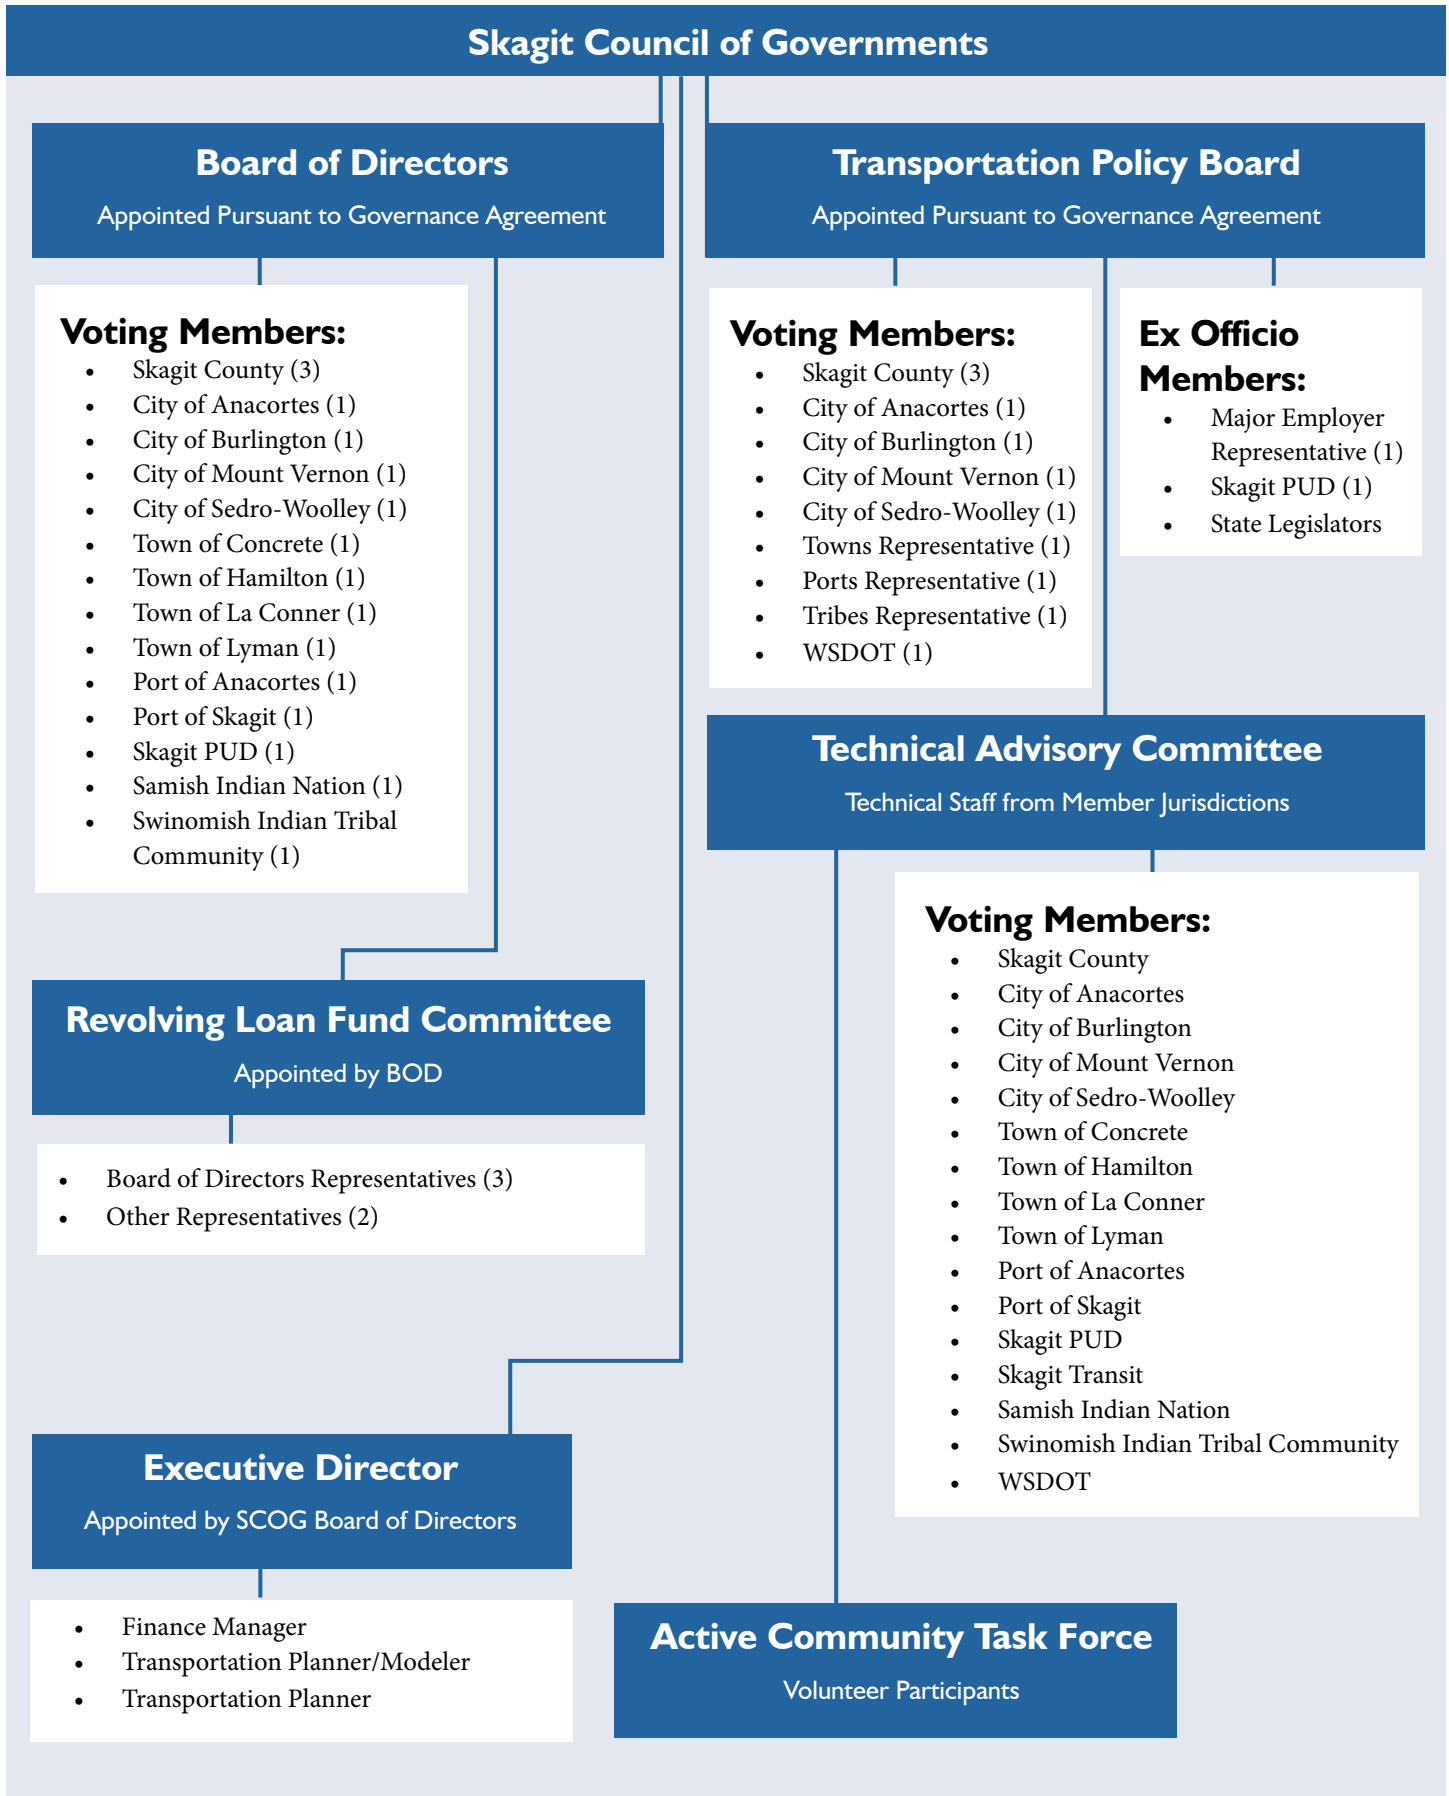 Skagit Council of Governments
Board of Directors
Appointed Pursuant to Governance Agreement
Voting Members:
• Skagit County (3)
• City of Anacortes (1)
• City of Burlington (1)
• City of Mount Vernon (1)
• City of Sedro-Woolley (1)
• Town of Concrete (1)
• Town of Hamilton (1)
• Town of La Conner (1)
• Town of Lyman (1)
• Port of Anacortes (1)
• Port of Skagit (1)
• Skagit PUD (1)
• Samish Indian Nation (1)
• Swinomish Indian Tribal
Community (1)
Revolving Loan Fund Committee
Appointed by BOD
• Board of Directors Representatives (3)
• Other Representatives (2)
Executive Director
Appointed by SCOG Board of Directors
• Finance Manager
• Transportation Planner/Modeler
• Transportation Planner
Transportation Policy Board
Appointed Pursuant to Governance Agreement
Voting Members:
• Skagit County (3)
• City of Anacortes (1)
• City of Burlington (1)
• City of Mount Vernon (1)
• City of Sedro-Woolley (1)
• Towns Representative (1)
• Ports Representative (1)
• Tribes Representative (1)
• WSDOT (1)
Ex Officio
Members:
• Major Employer
Representative (1)
• Skagit PUD (1)
• State Legislators
Technical Advisory Committee
Technical Staff from Member Jurisdictions
Voting Members:
• Skagit County
• City of Anacortes
• City of Burlington
• City of Mount Vernon
• City of Sedro-Woolley
• Town of Concrete
• Town of Hamilton
• Town of La Conner
• Town of Lyman
• Port of Anacortes
• Port of Skagit
• Skagit PUD
• Skagit Transit
• Samish Indian Nation
• Swinomish Indian Tribal Community
• WSDOT
Active Community Task Force
Volunteer Participants